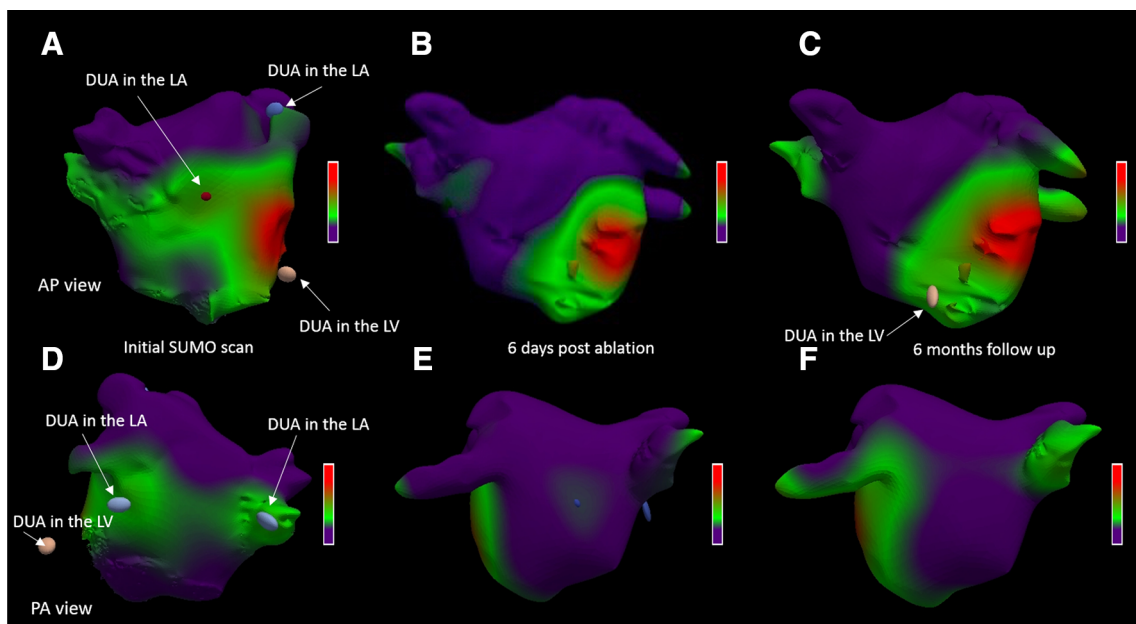 A
B
C
DUA in the LA
DUA in the LA
AP view
DUA in the LV
DUA in the LV
Initial SUMO scan
6 days post ablation
6 months follow up
D
E
F
DUA in the LA
DUA in the LA
DUA in the LV
PA view